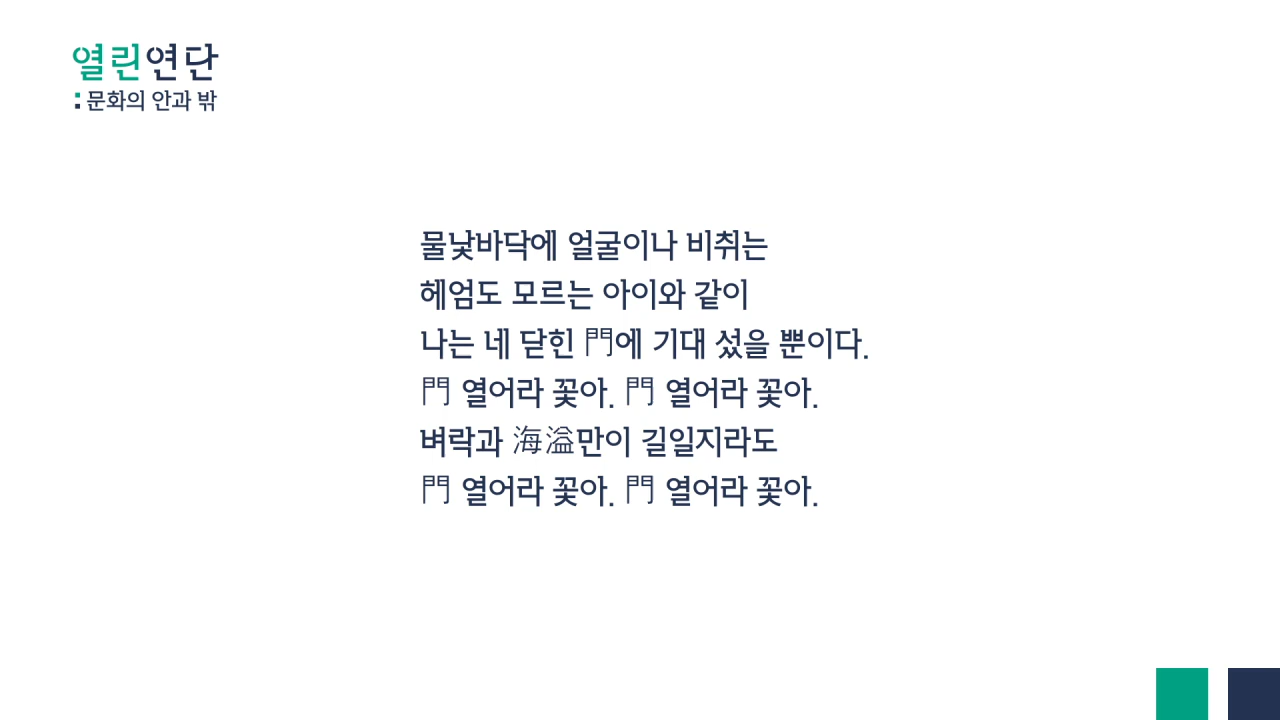 열린연단
: 문화의 안과 밖
물낯바닥에 얼굴이나 비취는
헤엄도 모르는 아이와 같이
나는 네 닫힌 門에 기대 섰을 뿐이다.
門 열어라 꽃아. 門 열어라 꽃아.
벼락과 海溢만이 길일지라도
門 열어라 꽃아. 門 열어라 꽃아.